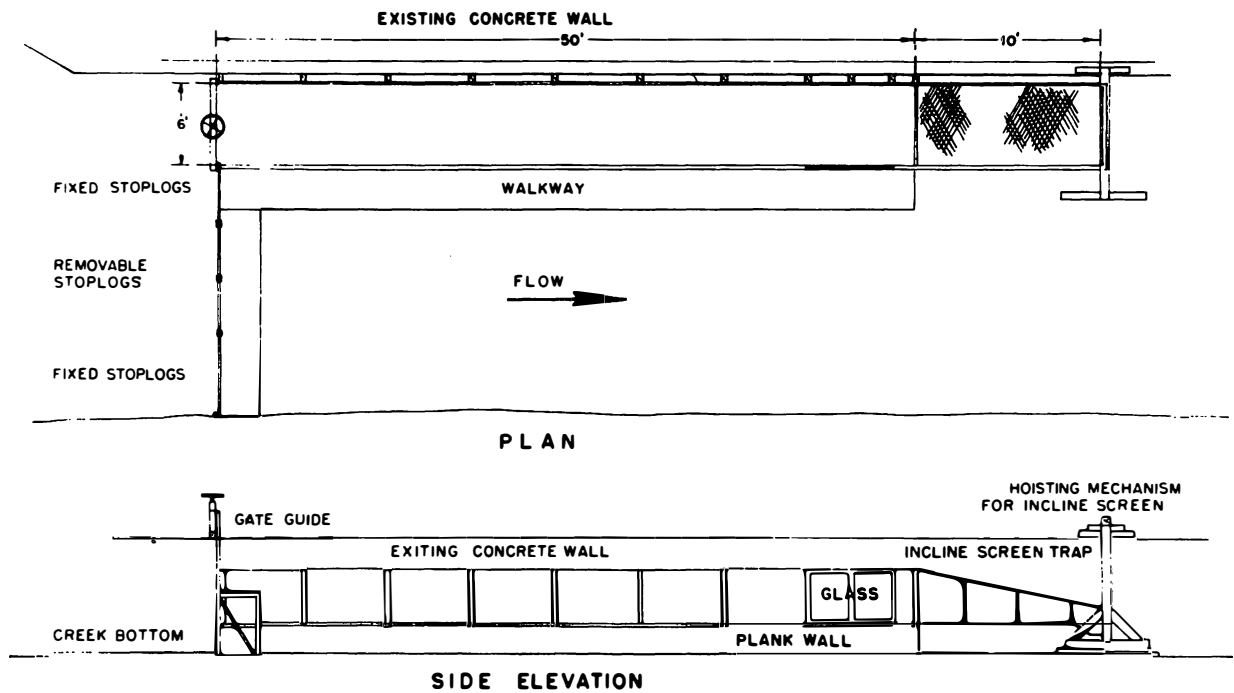 EXISTING CONCRETE WALL
50'
10'
6'
FIXED STOPLOGS
WALKWAY
REMOVABLE
STOPLOGS
FLOW
FIXED STOPLOGS
PLAN
HOISTING MECHANISM
FOR INCLINE SCREEN
GATE GUIDE
EXITING CONCRETE WALL
INCLINE SCREEN TRAP
GLASS
CREEK BOTTOM
PLANK WALL
SIDE ELEVATION